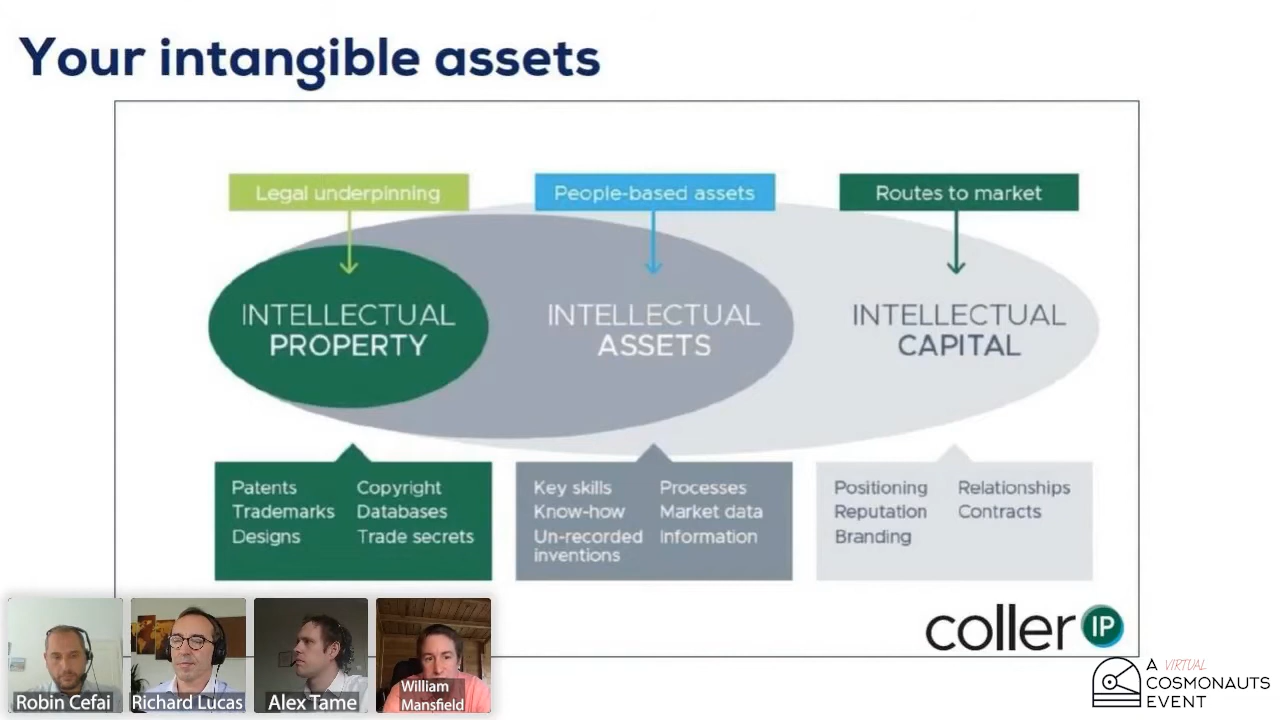 Your intangible assets
Legal underpinning
People-based assets
Routes to market
INTELLECTUAL
PROPERTY
INTELLECTUAL
ASSETS
INTELLECTUAL
CAPITAL
Patents
Trademarks
Designs
Copyright
Databases
Trade secrets
Key skills
Know-how
Un-recorded
inventions
Processes
Market data
Information
Positioning
Reputation
Branding
Relationships
Contracts
coller IP
Robin Cefai
Richard Lucas
Alex Tame
William
Mansfield
A VIRTUAL
COSMONAUTS
EVENT